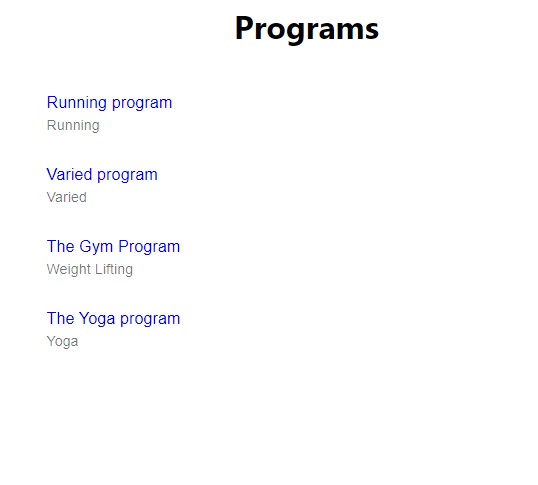 Programs
Running program
Running
Varied program
Varied
The Gym Program
Weight Lifting
The Yoga program
Yoga